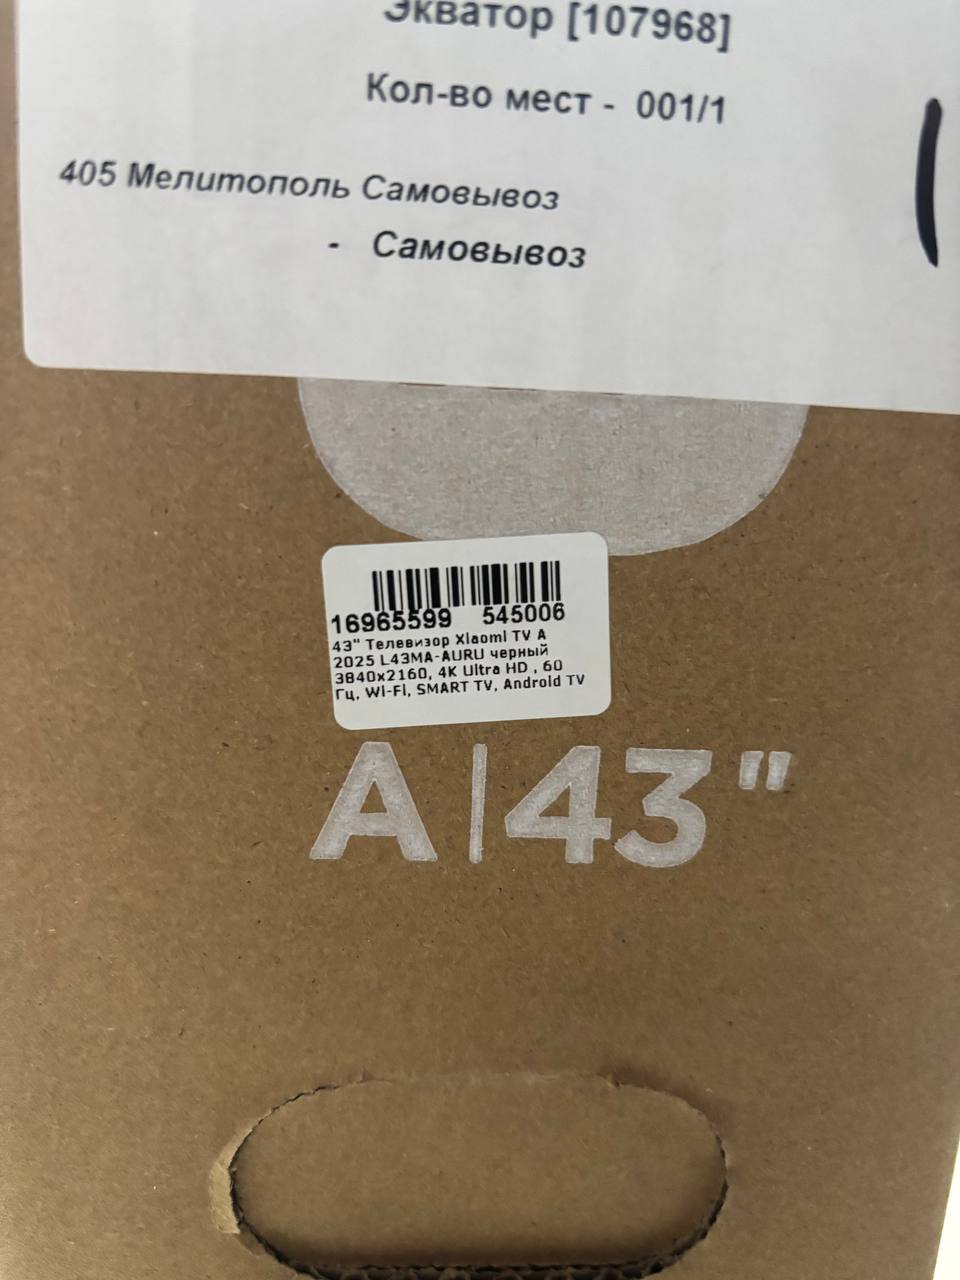 Экватор [107968]
Кол-во мест - 001/1
405 Мелитополь Самовывоз
- Самовывоз
16965599 545006
43" Телевизор Xiaomi TV A
2025 L43MA-AURU черный
3840x2160, 4K Ultra HD , 60
Гц, Wi-Fi, SMART TV, Android TV
A|43"